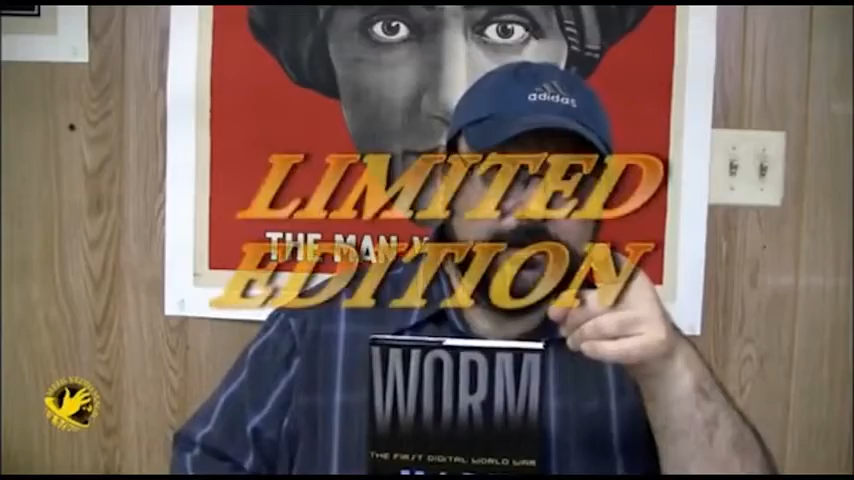 adidas
LIMITED
EDITION
THE MAN
WORM
THE FIRST DIGITAL WORLD WAR